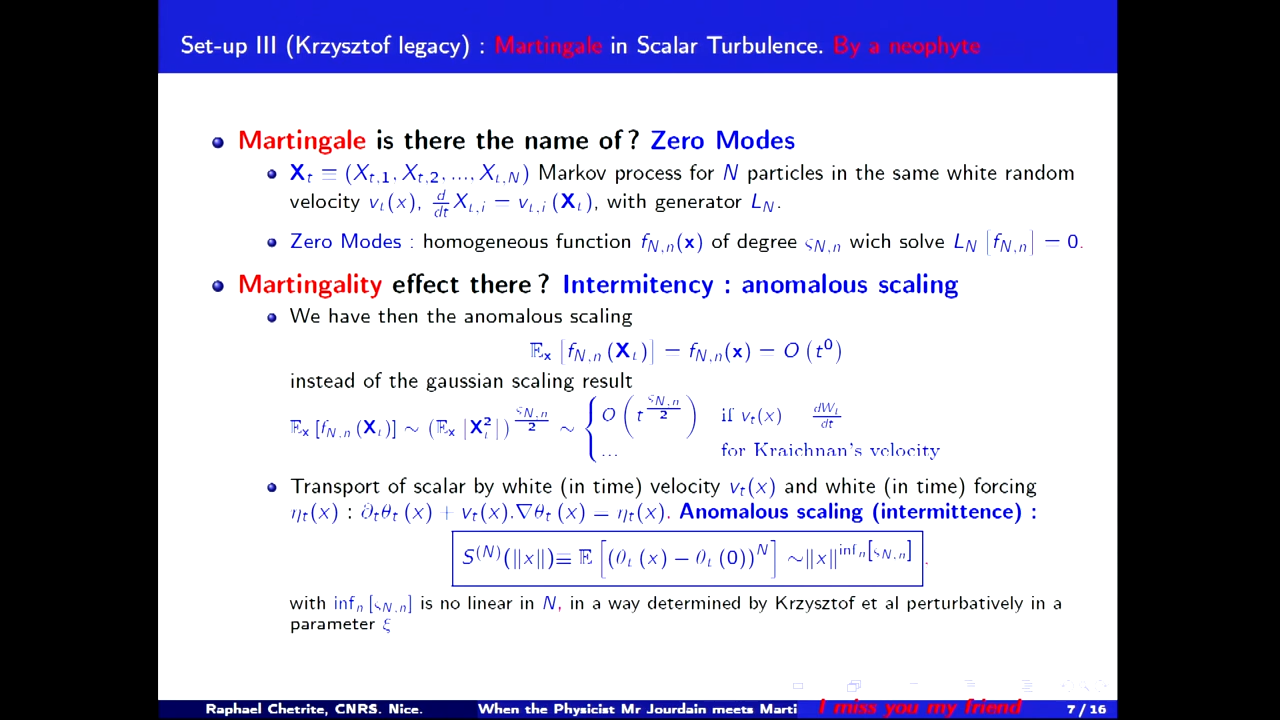 Set-up III (Krzysztof legacy) : Martingale in Scalar Turbulence. By a neophyte
Martingale is there the name of ? Zero Modes
X_t ≡ (X_{t,1}, X_{t,2}, ..., X_{t,N}) Markov process for N particles in the same white random
velocity v_t(x), d/dt X_{t,i} = v_{t,i}(X_t), with generator L_N.
Zero Modes : homogeneous function f_{N,n}(x) of degree ς_{N,n} wich solve L_N [f_{N,n}] = 0.
Martingality effect there ? Intermitency : anomalous scaling
We have then the anomalous scaling
𝔼_x [f_{N,n}(X_t)] = f_{N,n}(x) = O(t^0)
instead of the gaussian scaling result
𝔼_x [f_{N,n}(X_t)] ∼ (𝔼_x |X_t^2|)^{ς_{N,n}/2} ∼ { O(t^{ς_{N,n}/2}) if v_t(x) dW_t/dt
... for Kraichnan's velocity
Transport of scalar by white (in time) velocity v_t(x) and white (in time) forcing
η_t(x) : ∂_tθ_t(x) + v_t(x).∇θ_t(x) = η_t(x). Anomalous scaling (intermittence) :
S^{(N)}(‖x‖) ≡ 𝔼[(θ_t(x) − θ_t(0))^N] ∼ ‖x‖^{inf_n[ς_{N,n}]}.
with inf_n [ς_{N,n}] is no linear in N, in a way determined by Krzysztof et al perturbatively in a
parameter ξ
Raphael Chetrite, CNRS. Nice. When the Physicist Mr Jourdain meets Marti I miss you my friend 7 / 16